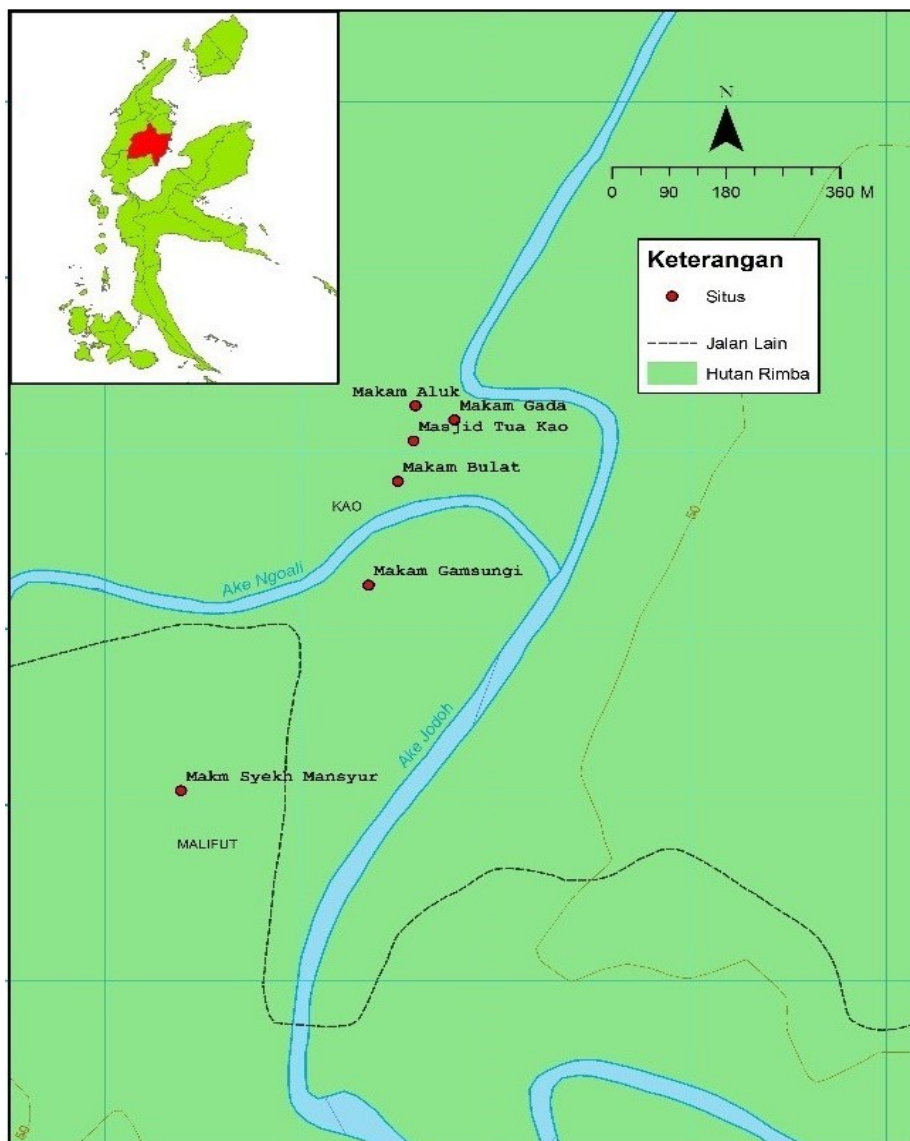 N
0 90 180 360 M
Keterangan
Situs
Jalan Lain
Hutan Rimba
Makam Aluk
Makam Gada
Masjid Tua Kao
Makam Bulat
KAO
50
Ake Ngoali
Makam Gamsungi
Ake Jodoh
Makm Syekh Mansyur
MALIFUT
50